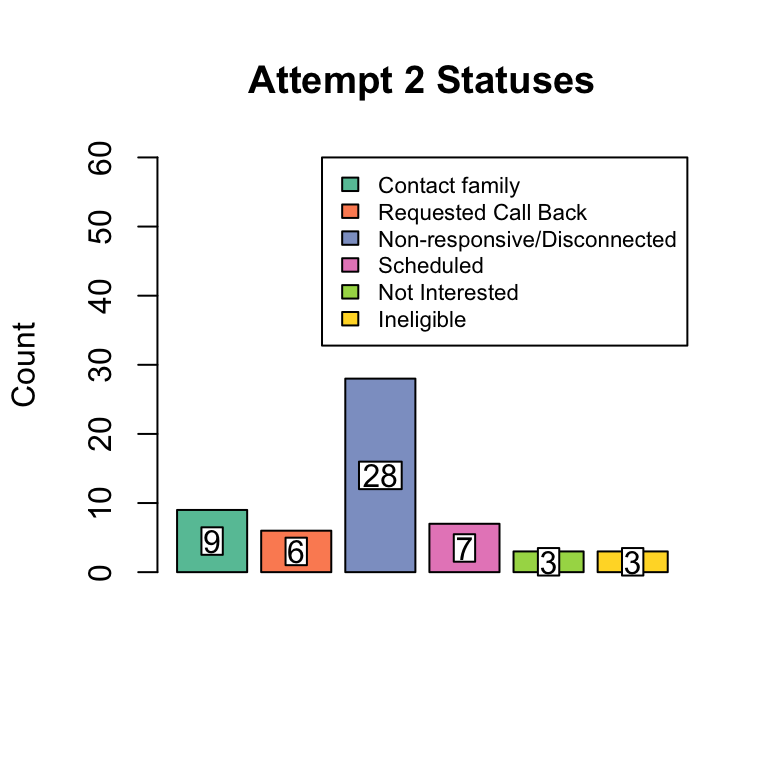 Attempt 2 Statuses
Count
60
50
40
30
20
10
0
Contact family
Requested Call Back
Non-responsive/Disconnected
Scheduled
Not Interested
Ineligible
9
6
28
7
3
3